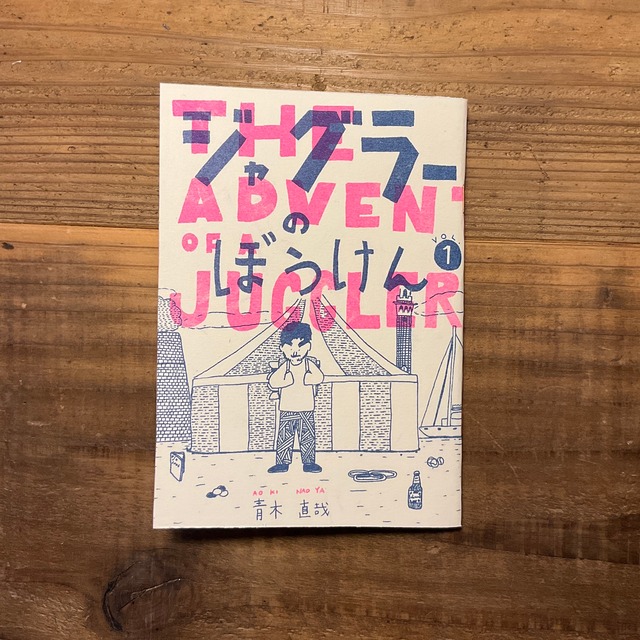 THE
ジャグラー
ADVENT
の
OF A
VOL.
1
ぼうけん
JUGGLER
AO KI NAO YA
青木 直哉